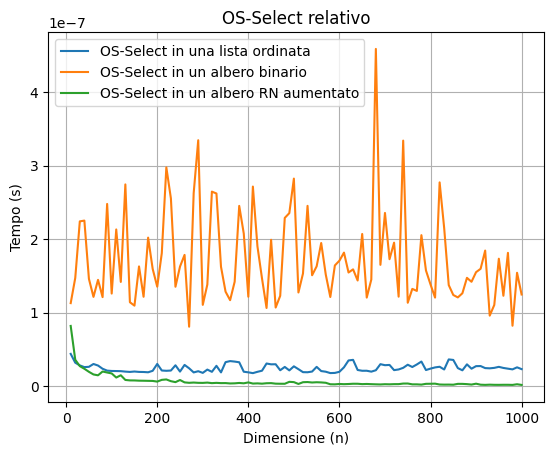 OS-Select relativo
1e−7
OS-Select in una lista ordinata
OS-Select in un albero binario
OS-Select in un albero RN aumentato
4
3
2
1
0
Tempo (s)
0 200 400 600 800 1000
Dimensione (n)